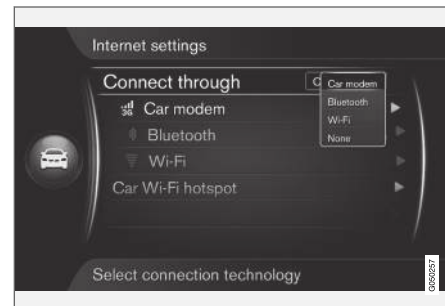 Internet settings
Connect through
C
Car modem
Bluetooth
Wi-Fi
None
3G Car modem
Bluetooth
Wi-Fi
Car Wi-Fi hotspot
Select connection technology
G050257